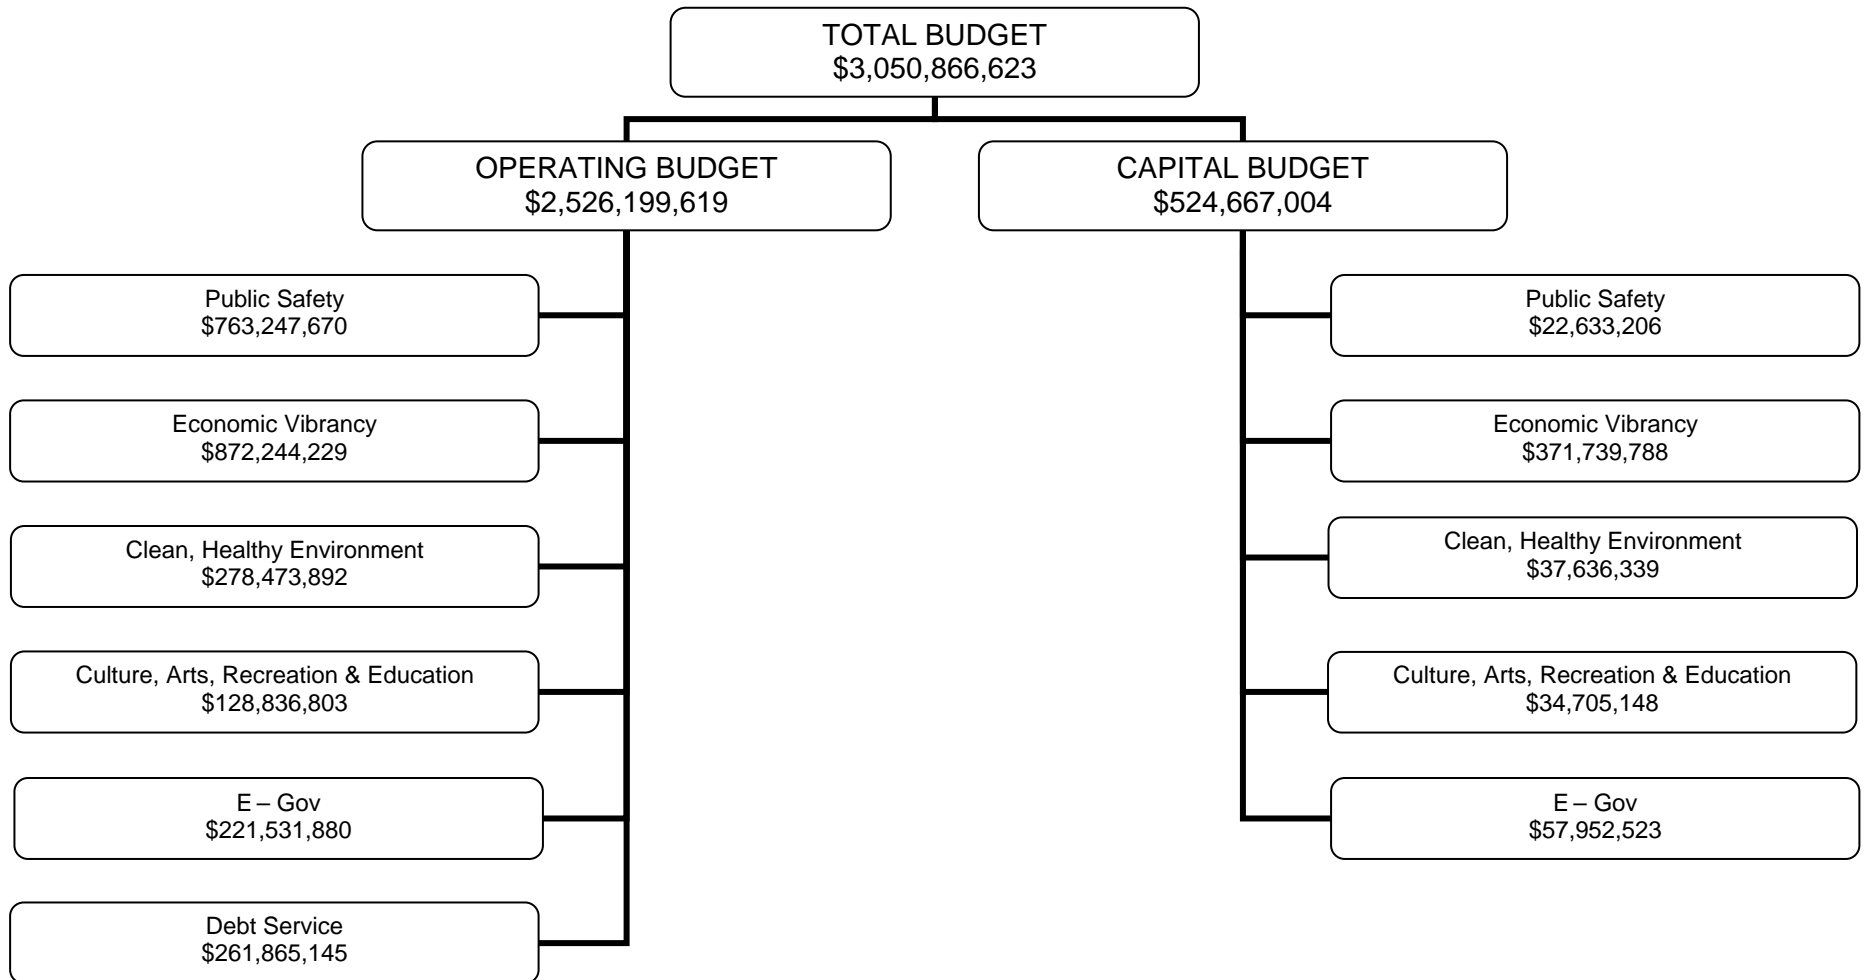 TOTAL BUDGET
$3,050,866,623
OPERATING BUDGET
$2,526,199,619
CAPITAL BUDGET
$524,667,004
Public Safety
$763,247,670
Economic Vibrancy
$872,244,229
Clean, Healthy Environment
$278,473,892
Culture, Arts, Recreation & Education
$128,836,803
E – Gov
$221,531,880
Debt Service
$261,865,145
Public Safety
$22,633,206
Economic Vibrancy
$371,739,788
Clean, Healthy Environment
$37,636,339
Culture, Arts, Recreation & Education
$34,705,148
E – Gov
$57,952,523